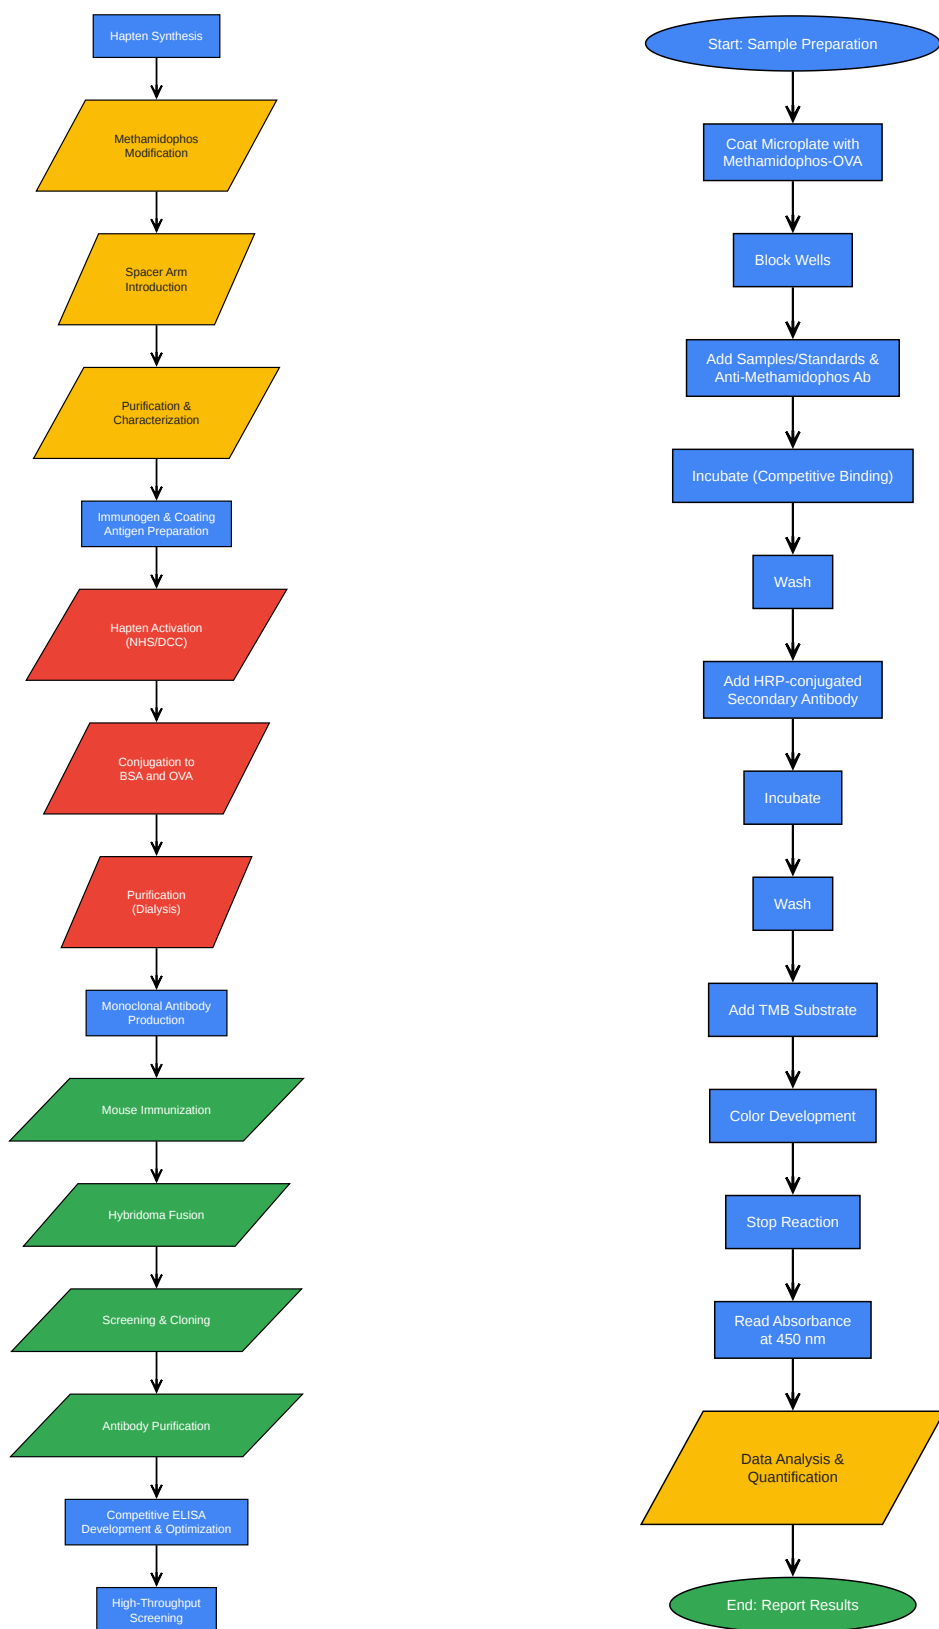 Hapten Synthesis
Methamidophos
Modification
Spacer Arm
Introduction
Purification &
Characterization
Immunogen & Coating
Antigen Preparation
Hapten Activation
(NHS/DCC)
Conjugation to
BSA and OVA
Purification
(Dialysis)
Monoclonal Antibody
Production
Mouse Immunization
Hybridoma Fusion
Screening & Cloning
Antibody Purification
Competitive ELISA
Development & Optimization
High-Throughput
Screening
Start: Sample Preparation
Coat Microplate with
Methamidophos-OVA
Block Wells
Add Samples/Standards &
Anti-Methamidophos Ab
Incubate (Competitive Binding)
Wash
Add HRP-conjugated
Secondary Antibody
Incubate
Wash
Add TMB Substrate
Color Development
Stop Reaction
Read Absorbance
at 450 nm
Data Analysis &
Quantification
End: Report Results